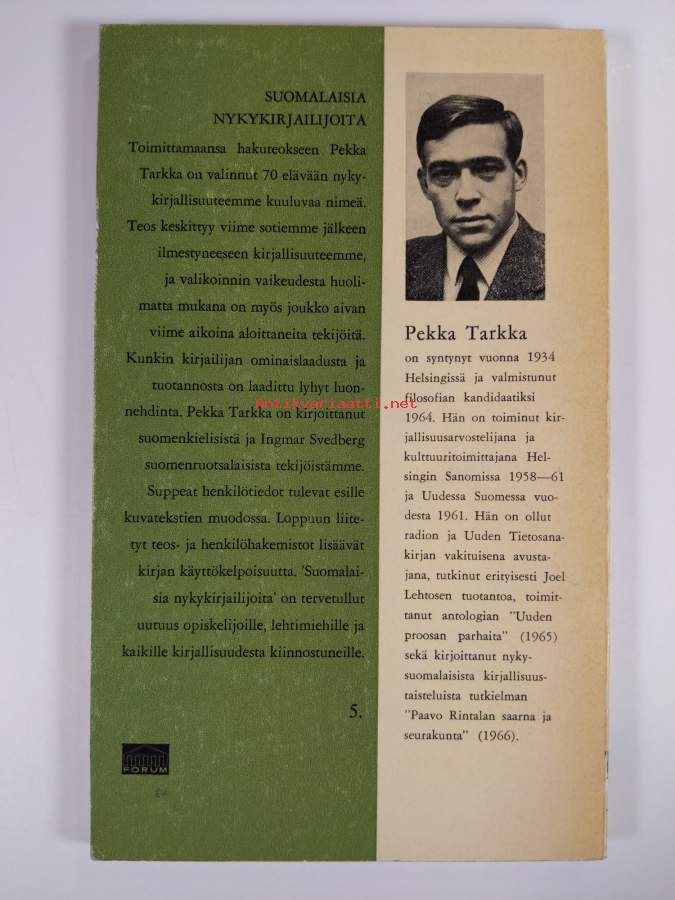 SUOMALAISIA
NYKYKIRJAILIJOITA
Toimittamaansa hakuteokseen Pekka
Tarkka on valinnut 70 elävään nyky-
kirjallisuuteemme kuuluvaa nimeä.
Teos keskittyy viime sotiemme jälkeen
ilmestyneeseen kirjallisuuteemme,
ja valikoinnin vaikeudesta huoli-
matta mukana on myös joukko aivan
viime aikoina aloittaneita tekijöitä.
Kunkin kirjailijan ominaislaadusta ja
tuotannosta on laadittu lyhyt luon-
nehdinta. Pekka Tarkka on kirjoittanut
suomenkielisistä ja Ingmar Svedberg
suomenruotsalaisista tekijöistämme.
Suppeat henkilötiedot tulevat esille
kuvatekstien muodossa. Loppuun liite-
tyt teos- ja henkilöhakemistot lisäävät
kirjan käyttökelpoisuutta. 'Suomalai-
sia nykykirjailijoita' on tervetullut
uutuus opiskelijoille, lehtimiehille ja
kaikille kirjallisuudesta kiinnostuneille.
5.
FORUM
Pekka Tarkka
on syntynyt vuonna 1934
Helsingissä ja valmistunut
filosofian kandidaatiksi
1964. Hän on toiminut kir-
jallisuusarvostelijana ja
kulttuuritoimittajana Hel-
singin Sanomissa 1958—61
ja Uudessa Suomessa vuo-
desta 1961. Hän on ollut
radion ja Uuden Tietosana-
kirjan vakituisena avusta-
jana, tutkinut erityisesti Joel
Lehtosen tuotantoa, toimit-
tanut antologian "Uuden
proosan parhaita" (1965)
sekä kirjoittanut nyky-
suomalaisista kirjallisuus-
taisteluista tutkielman
"Paavo Rintalan saarna ja
seurakunta" (1966).
Antikvariaatti.net